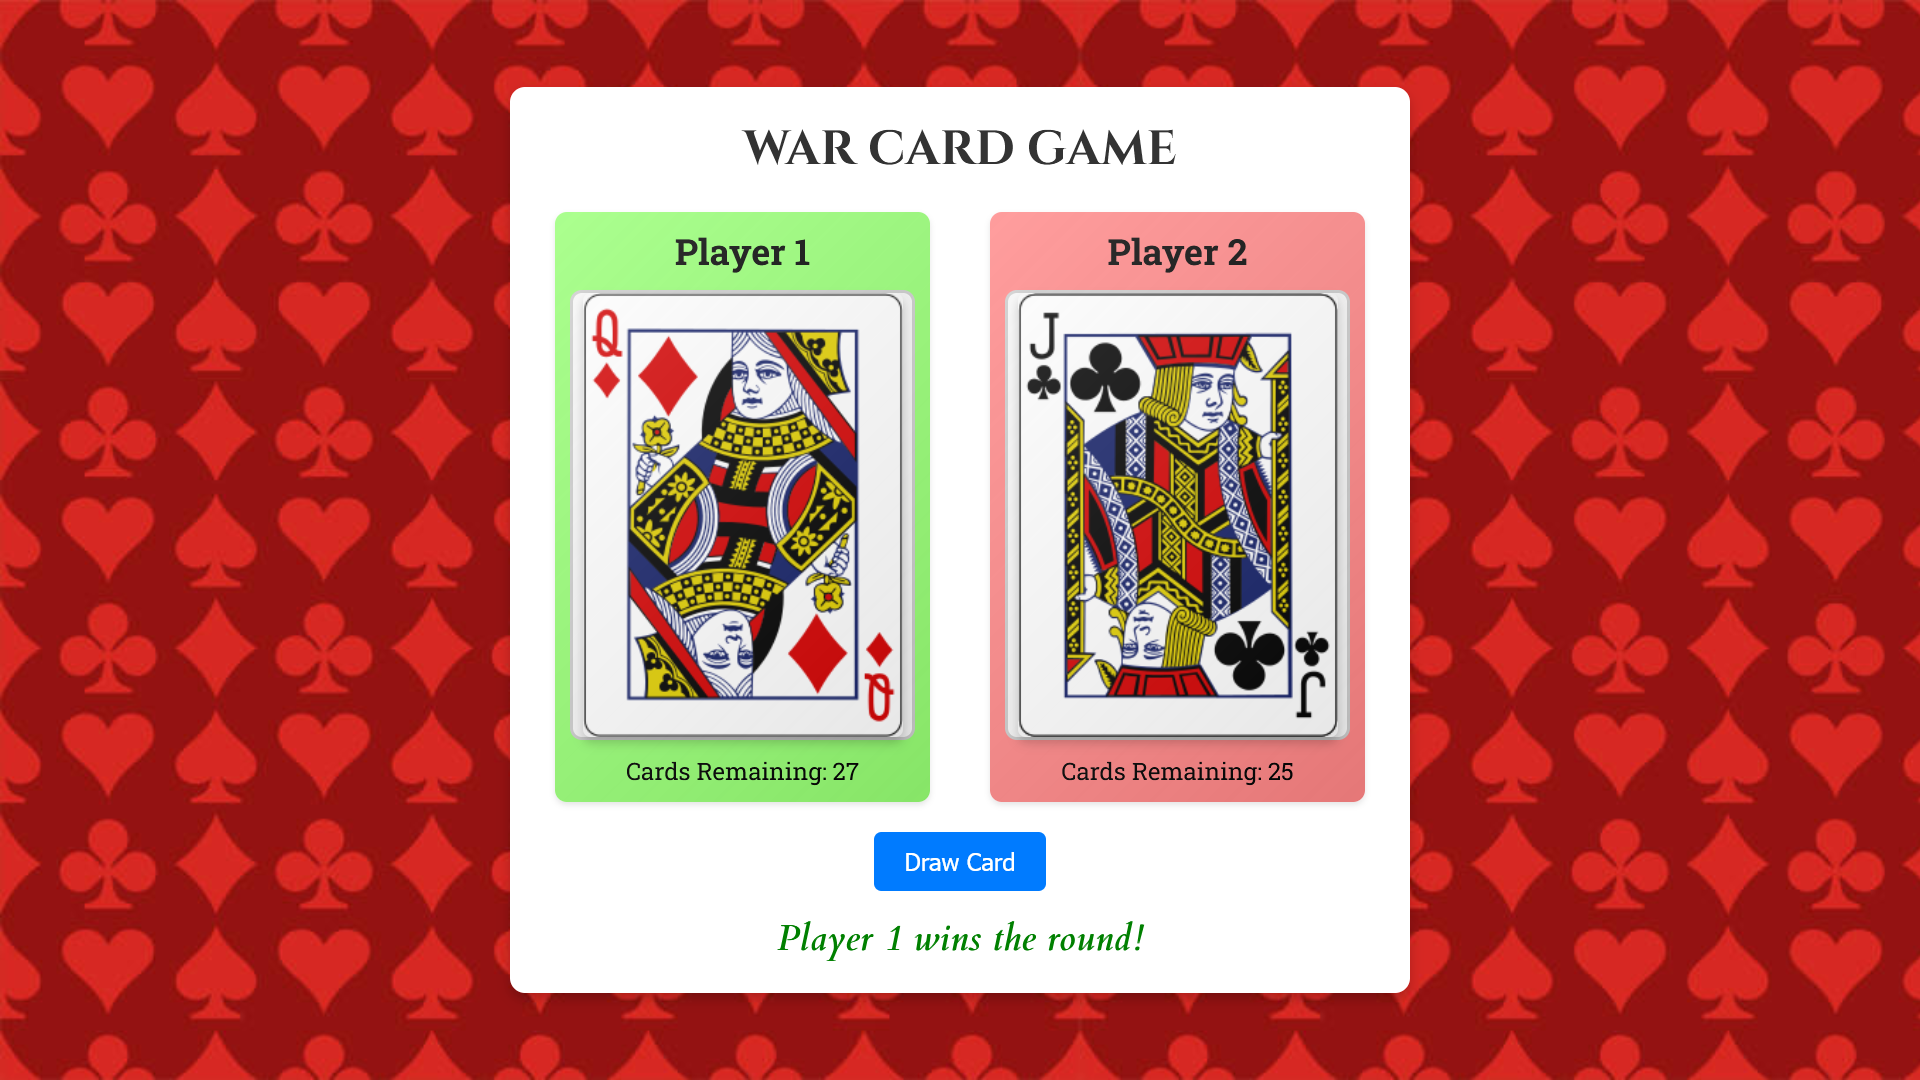 WAR CARD GAME
Player 1
Q
Q
Cards Remaining: 27
Player 2
J
J
Cards Remaining: 25
Draw Card
Player 1 wins the round!